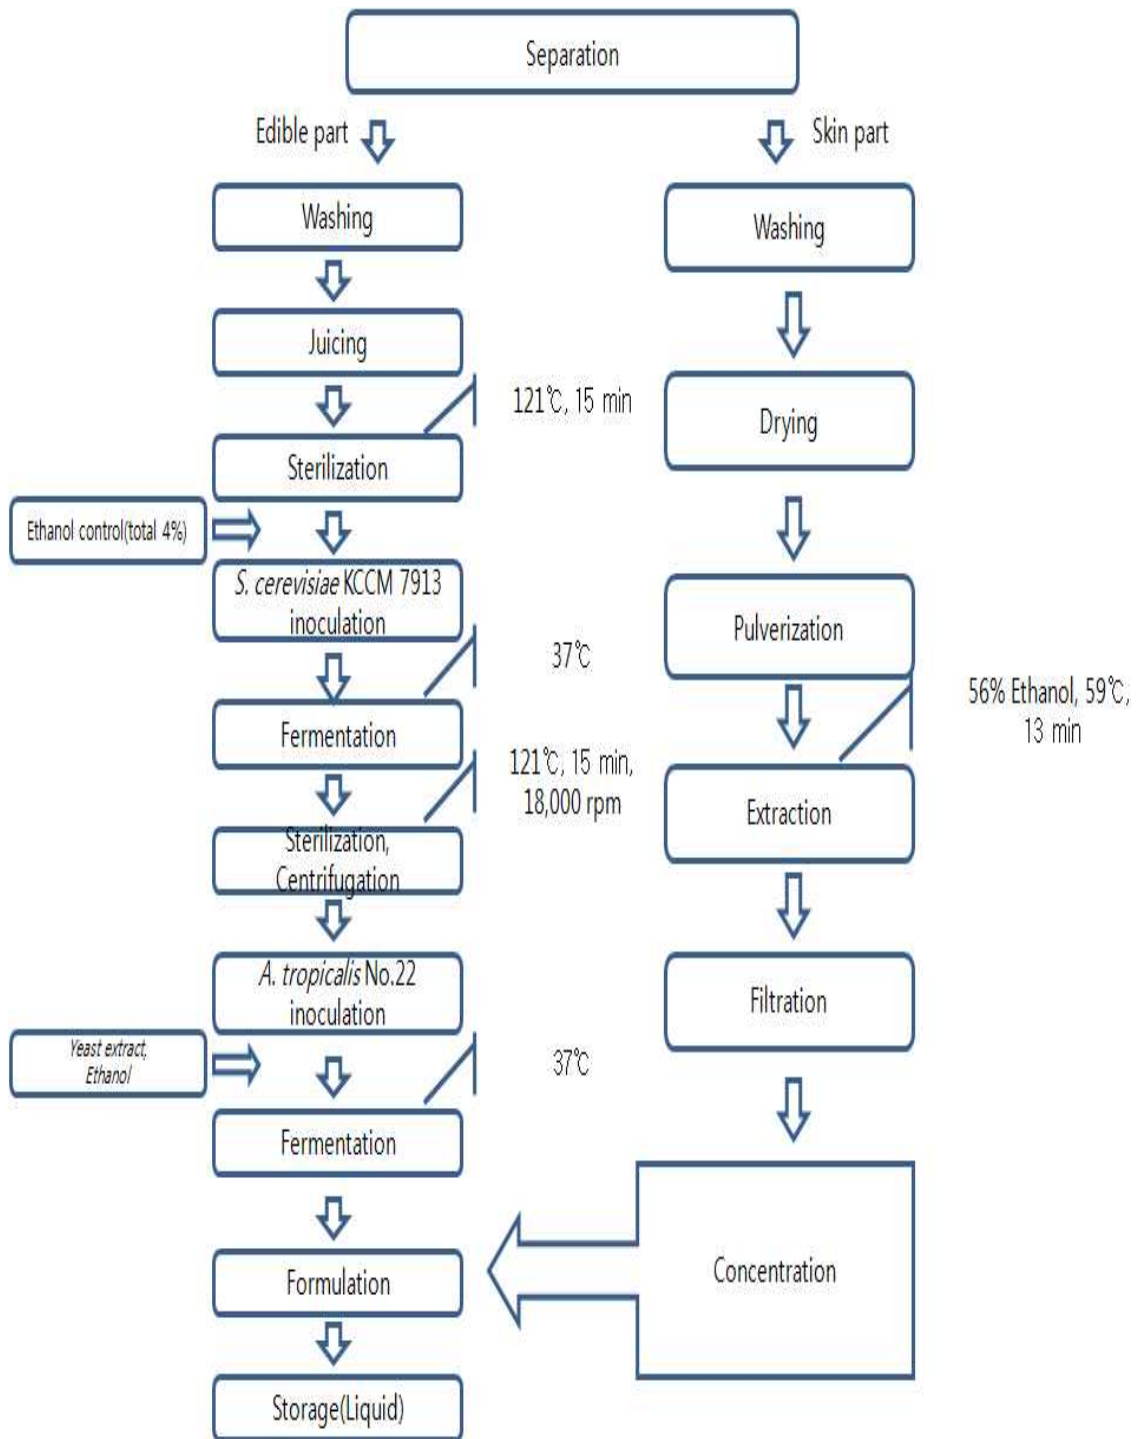 Separation
Edible part
Skin part
Washing
Juicing
121℃, 15 min
Sterilization
Ethanol control(total 4%)
S. cerevisiae KCCM 7913
inoculation
37℃
Fermentation
121℃, 15 min,
18,000 rpm
Sterilization,
Centrifugation
A. tropicalis No.22
inoculation
Yeast extract,
Ethanol
37℃
Fermentation
Formulation
Storage(Liquid)
Washing
Drying
Pulverization
56% Ethanol, 59℃,
13 min
Extraction
Filtration
Concentration